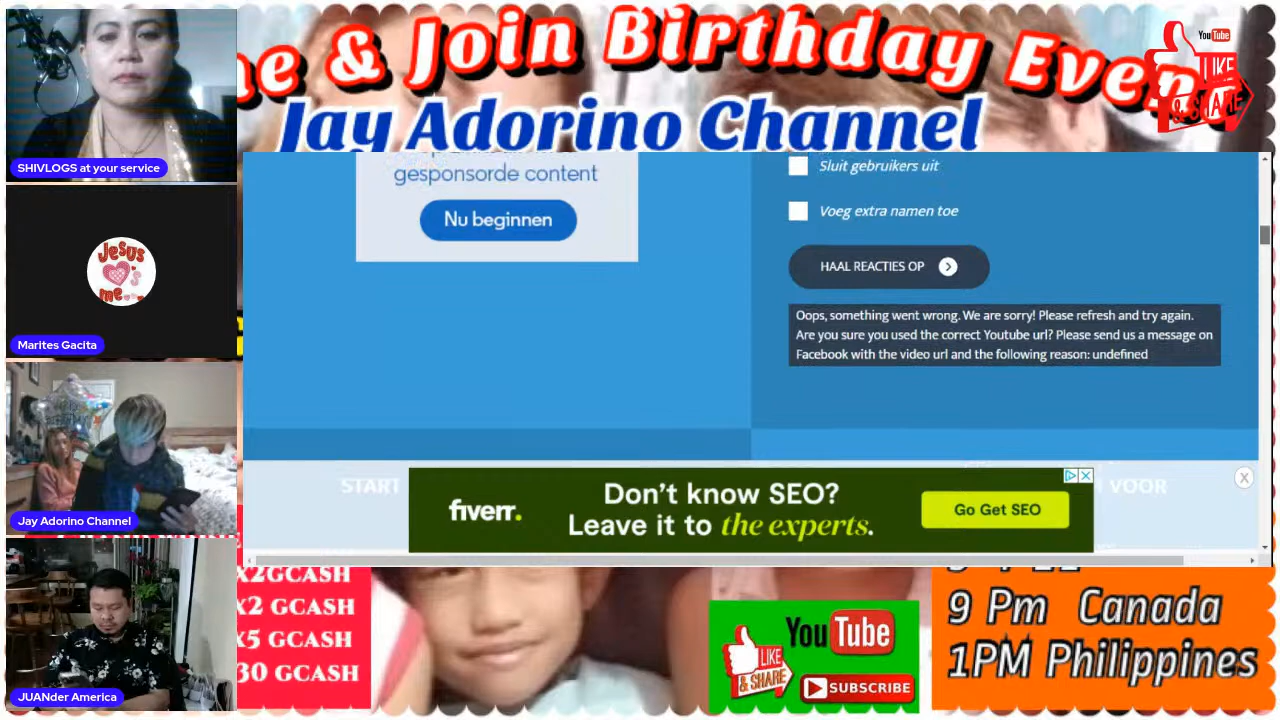 e & Join Birthday Even
Jay Adorino Channel
YouTube
LIKE
& SHARE
SHIVLOGS at your service
Jesus
♥'s
me
Marites Gacita
Jay Adorino Channel
JUANder America
gesponsorde content
Nu beginnen
Sluit gebruikers uit
Voeg extra namen toe
HAAL REACTIES OP
Oops, something went wrong. We are sorry! Please refresh and try again.
Are you sure you used the correct Youtube url? Please send us a message on
Facebook with the video url and the following reason: undefined
START
VOOR
fiverr.
Don't know SEO?
Leave it to the experts.
Go Get SEO
X
X2GCASH
X2 GCASH
X5 GCASH
30 GCASH
YouTube
LIKE
& SHARE
SUBSCRIBE
9 Pm Canada
1PM Philippines